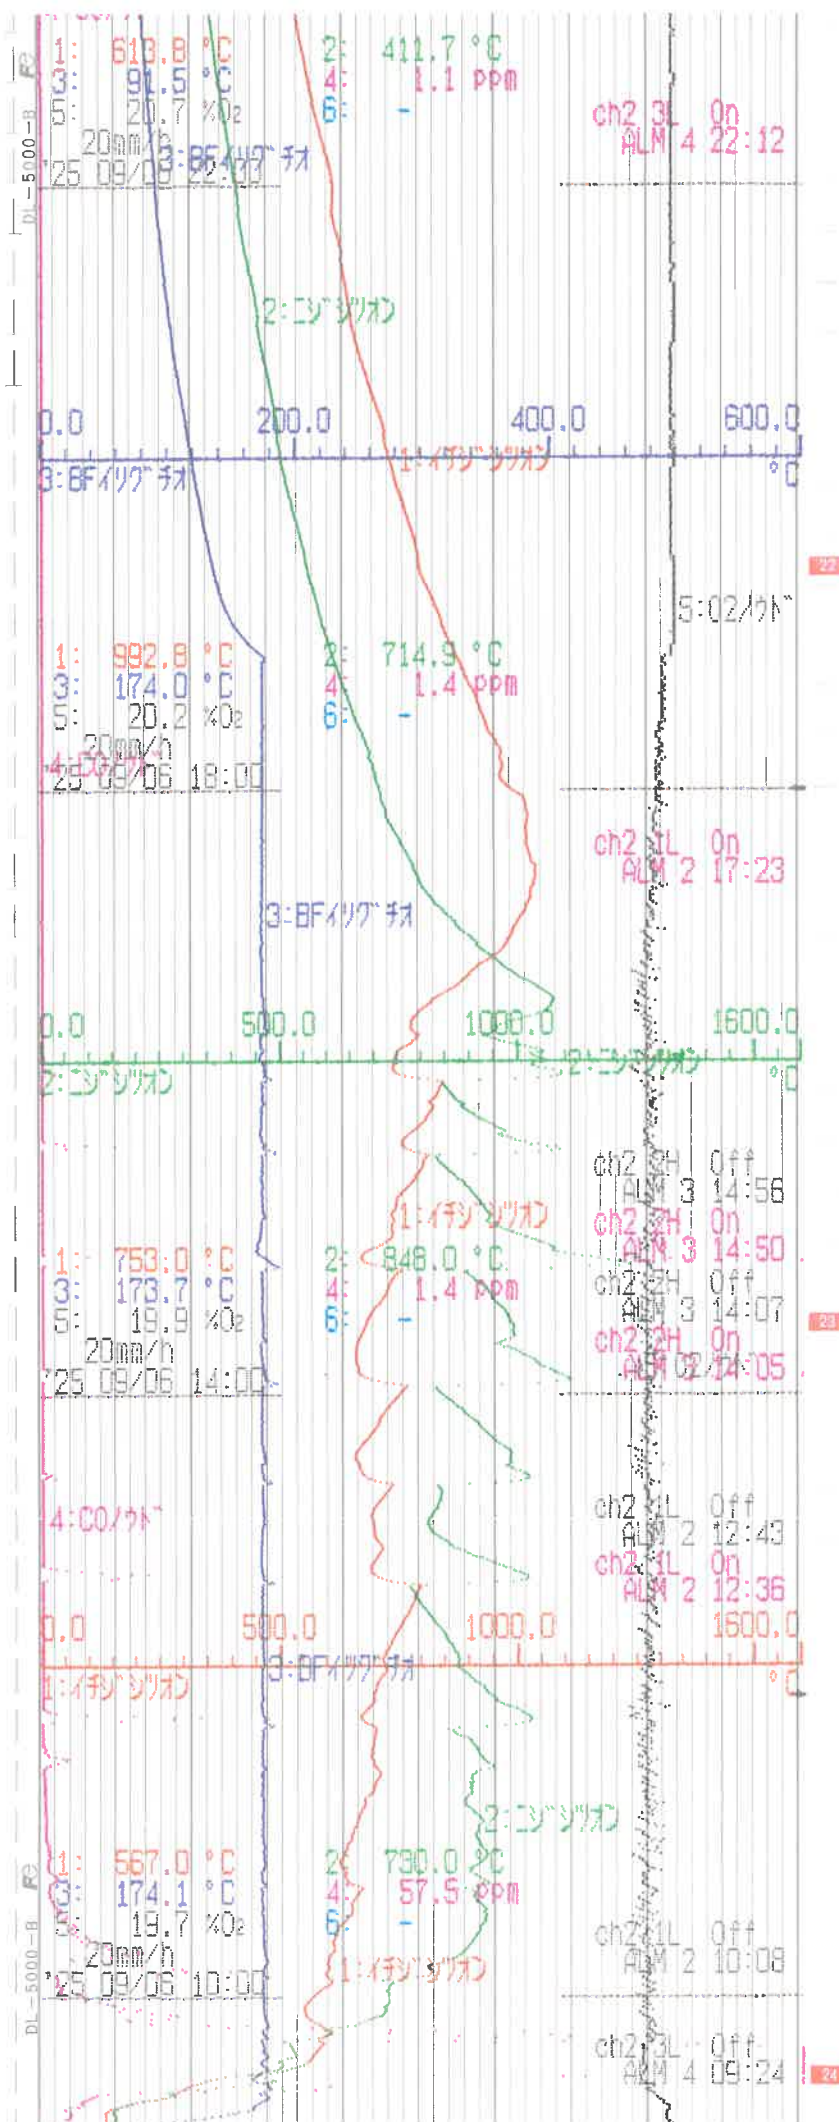 1: 613.8 °C 2: 411.7 °C
3: 91.5 °C 4: 1.1 ppm
5: 20.7 %O2 6: -
20mm/h
3:BFイリグチオ
ch2 3L On
ALM 4 22:12
DL-5000-B
2:ニジシツオン
0.0 200.0 400.0 600.0
1:イチジシツオン
3:BFイリグチオ
°C
22
5:O2ノウド
1: 992.8 °C 2: 714.9 °C
3: 174.0 °C 4: 1.4 ppm
5: 20.2 %O2 6: -
20mm/h
4:COノウド
'25 09/06 18:00
ch2 1L On
ALM 2 17:23
3:BFイリグチオ
0.0 500.0 1000.0 1600.0
2:ニジシツオン
2:ニジシツオン
°C
ch2 2H Off
ALM 3 14:56
1:イチジシツオン
ch2 2H On
ALM 3 14:50
1: 753.0 °C 2: 848.0 °C
3: 173.7 °C 4: 1.4 ppm
ch2 2H Off
ALM 3 14:07
5: 19.9 %O2 6: -
23
20mm/h
ch2 2H On
ALM 3 14:05
'25 09/06 14:00
4:COノウド
ch2 1L Off
ALM 2 12:43
ch2 1L On
ALM 2 12:36
0.0 500.0 1000.0 1600.0
3:BFイリグチオ
1:イチジシツオン
°C
2:ニジシツオン
1: 567.0 °C 2: 730.0 °C
3: 174.1 °C 4: 57.5 ppm
5: 19.7 %O2 6: -
20mm/h
1:イチジシツオン
ch2 1L Off
ALM 2 10:08
'25 09/06 10:00
DL-5000-B
ch2 3L Off
ALM 4 09:24
24